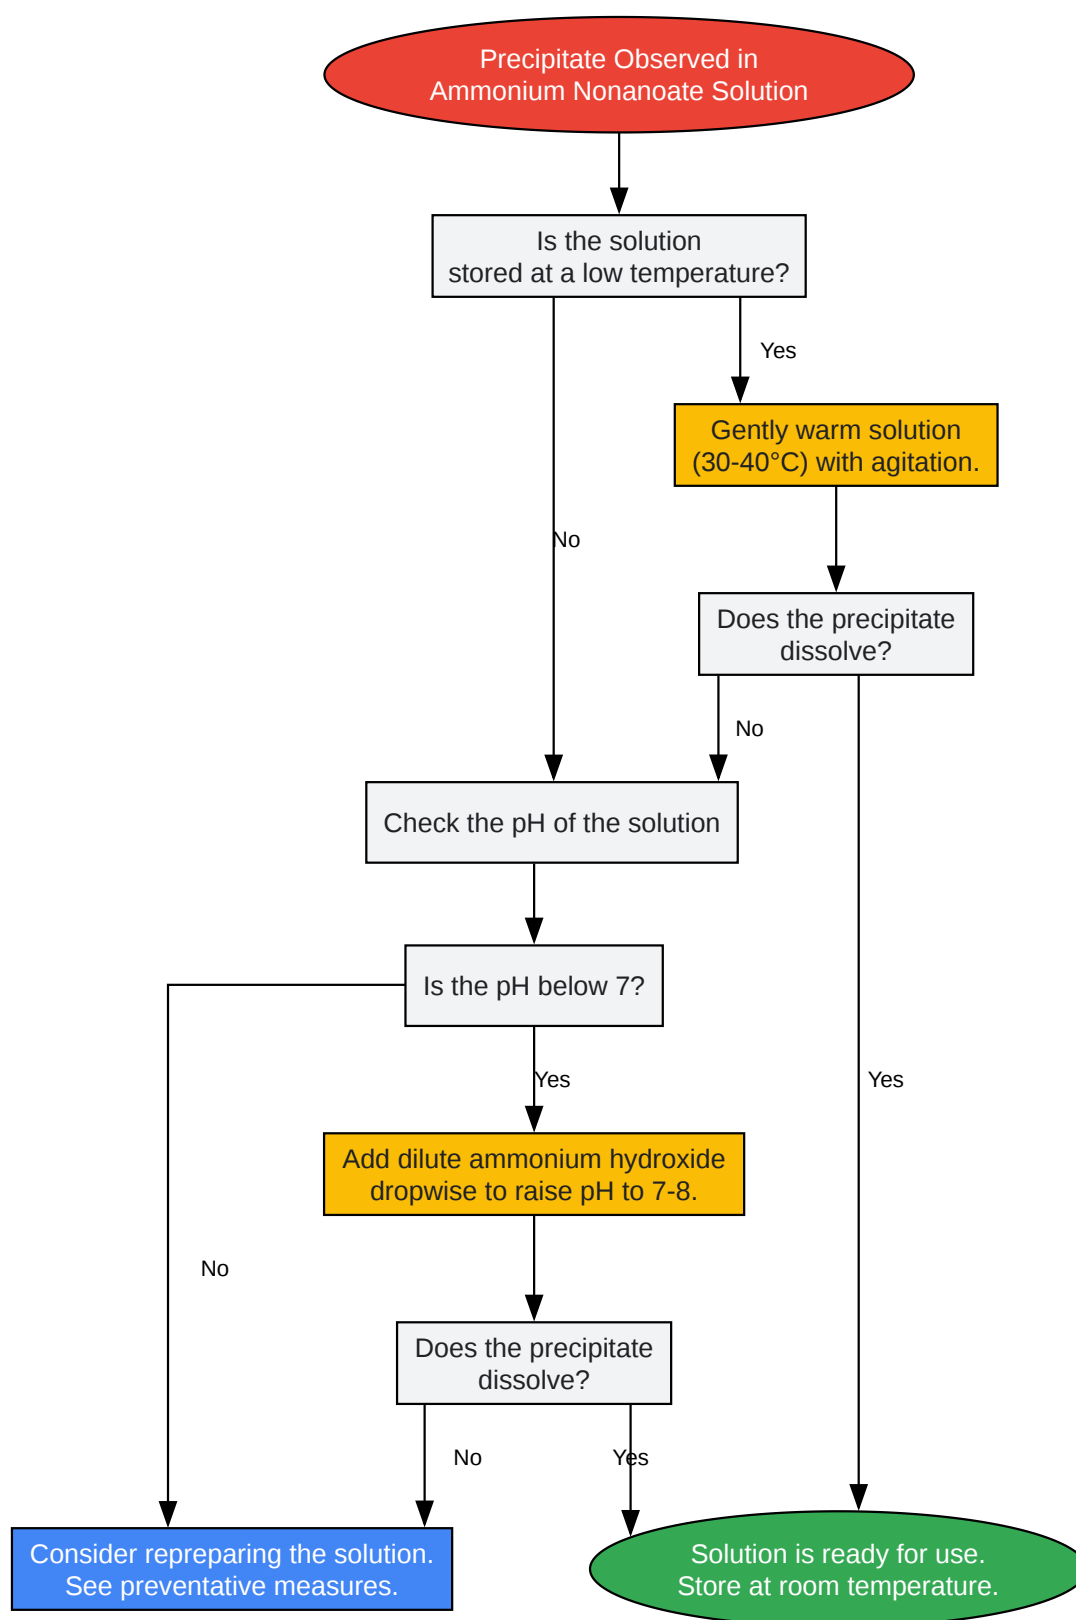 Precipitate Observed in
Ammonium Nonanoate Solution
Is the solution
stored at a low temperature?
Yes
Gently warm solution
(30-40°C) with agitation.
No
Does the precipitate
dissolve?
No
Check the pH of the solution
Is the pH below 7?
Yes
Yes
Add dilute ammonium hydroxide
dropwise to raise pH to 7-8.
No
Does the precipitate
dissolve?
No
Yes
Consider repreparing the solution.
See preventative measures.
Solution is ready for use.
Store at room temperature.